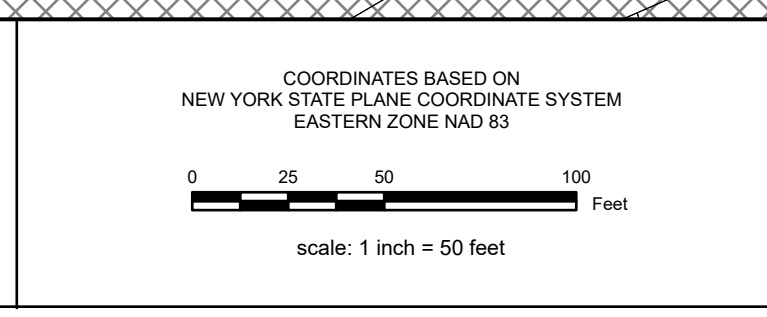 COORDINATES BASED ON
NEW YORK STATE PLANE COORDINATE SYSTEM
EASTERN ZONE NAD 83
0 25 50 100
Feet
scale: 1 inch = 50 feet